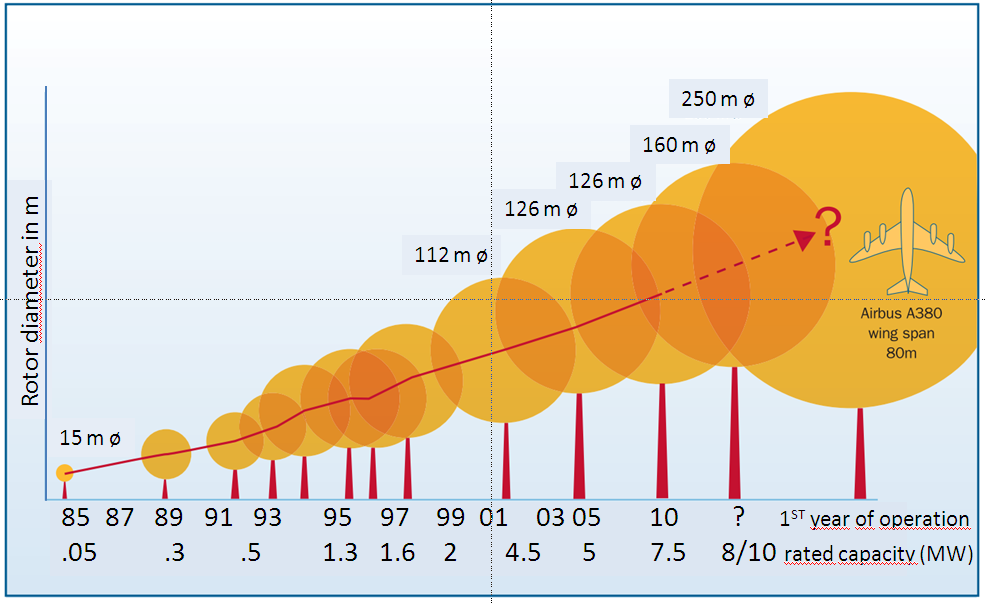 250 m ø
160 m ø
126 m ø
126 m ø
112 m ø
15 m ø
?
Airbus A380
wing span
80m
Rotor diameter in m
85 87 89 91 93 95 97 99 01 03 05 10 ? 1ST year of operation
.05 .3 .5 1.3 1.6 2 4.5 5 7.5 8/10 rated capacity (MW)